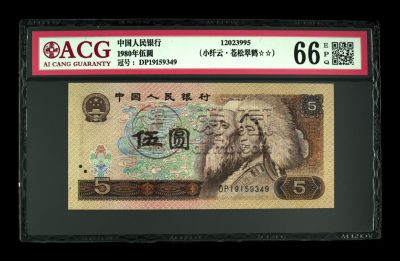 ACG
AI CANG GUARANTY
中国人民银行
1980年伍圆
冠号：DP19159349
12023995
(小纤云·苍松翠鹤☆☆)
66 EPQ
中国人民银行
5
伍圆
5
DP19159349
5